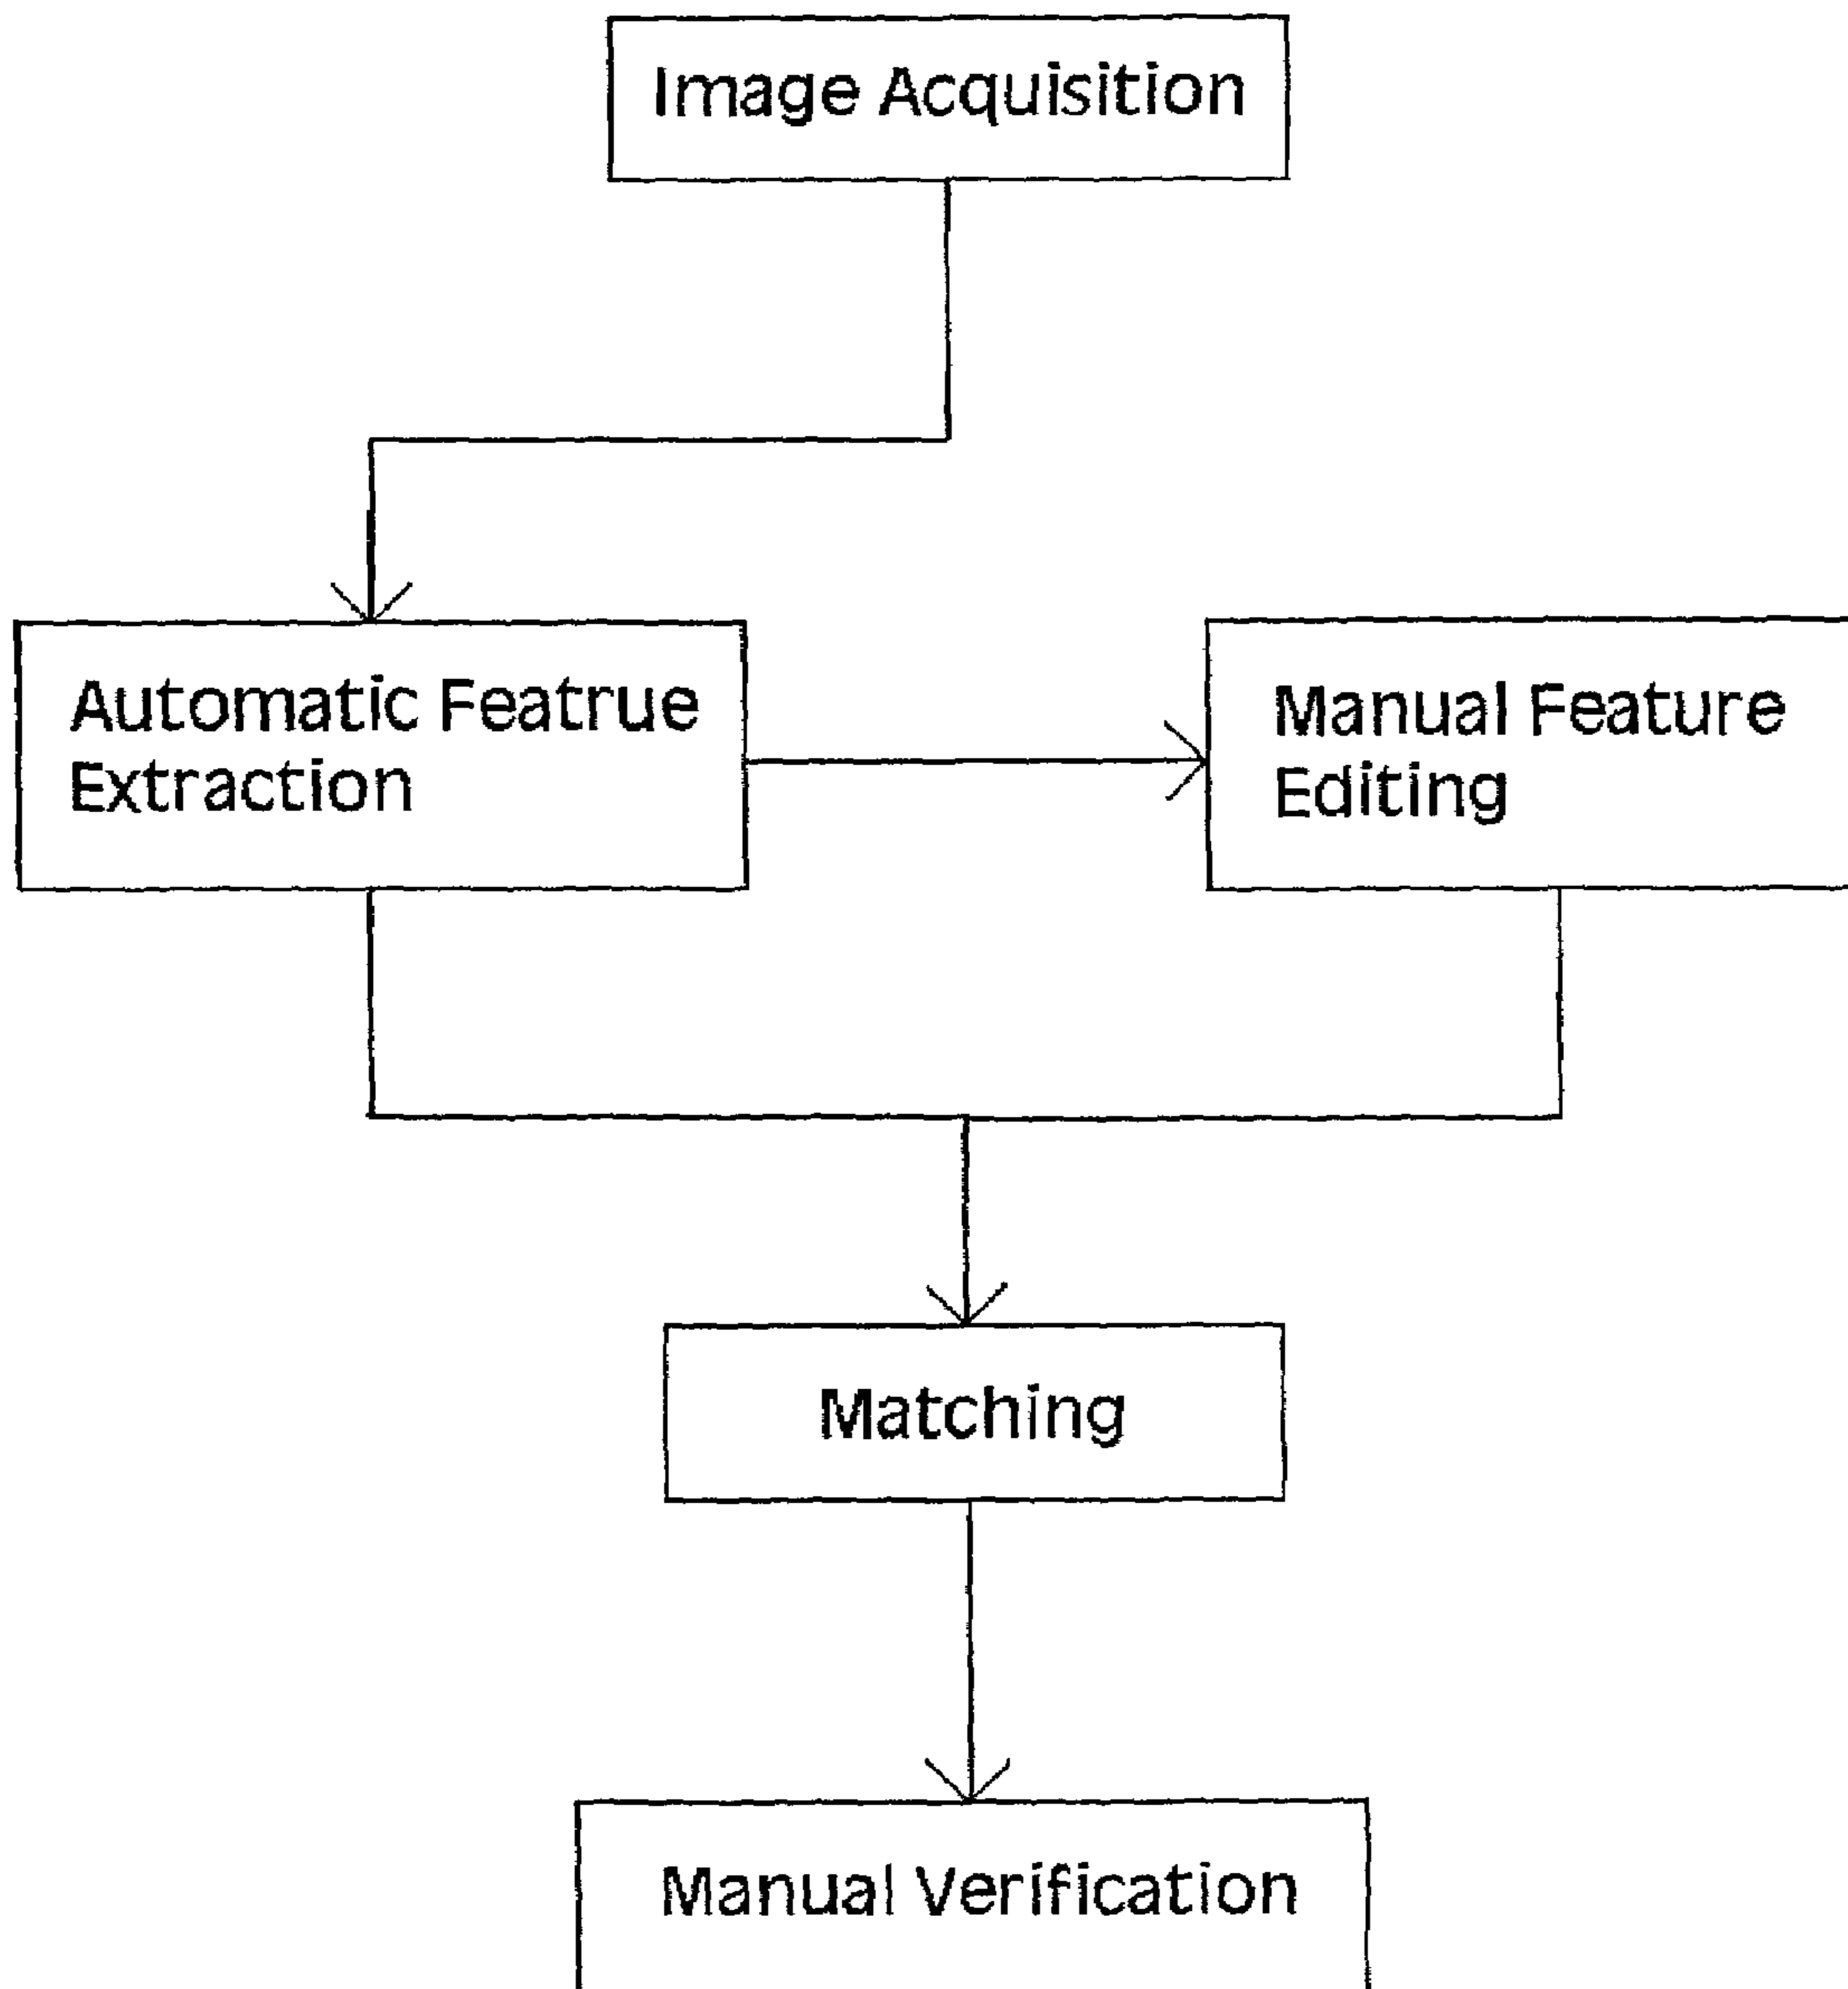 Image Acquisition
Automatic Featrue
Extraction
Manual Feature
Editing
Matching
Manual Verification